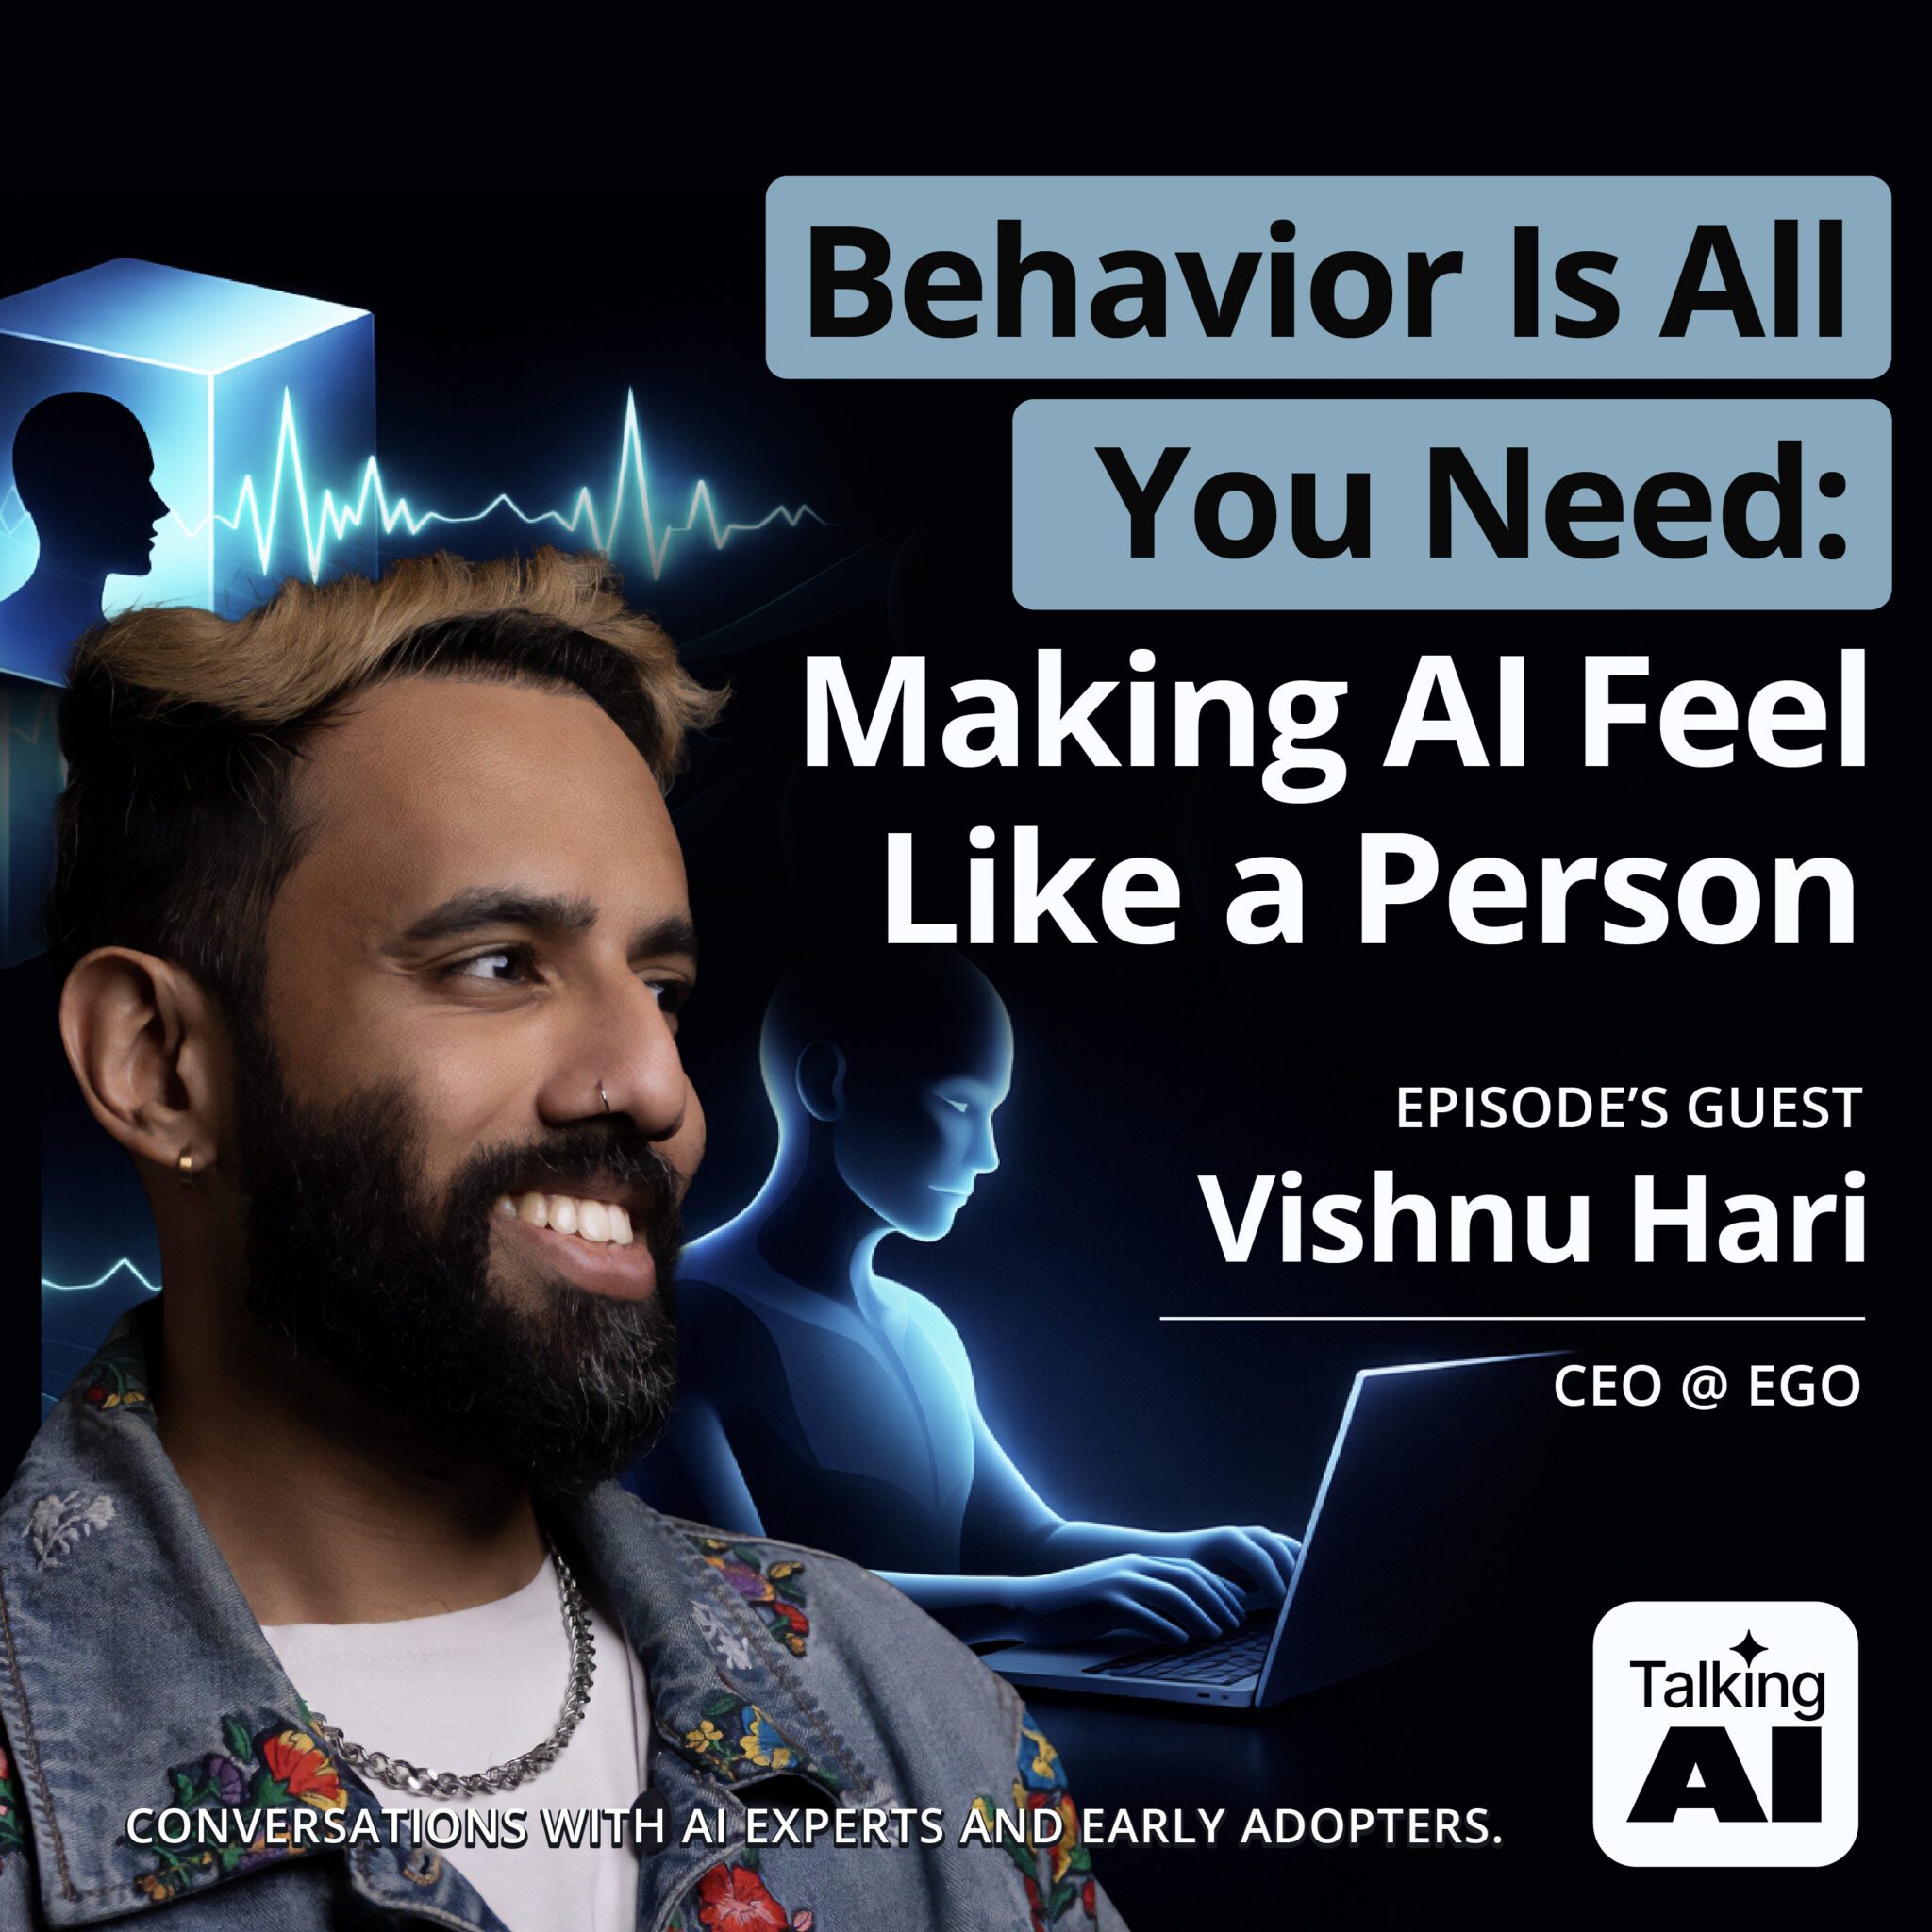 Behavior Is All
You Need:
Making AI Feel
Like a Person
EPISODE’S GUEST
Vishnu Hari
CEO @ EGO
Talking
AI
CONVERSATIONS WITH AI EXPERTS AND EARLY ADOPTERS.